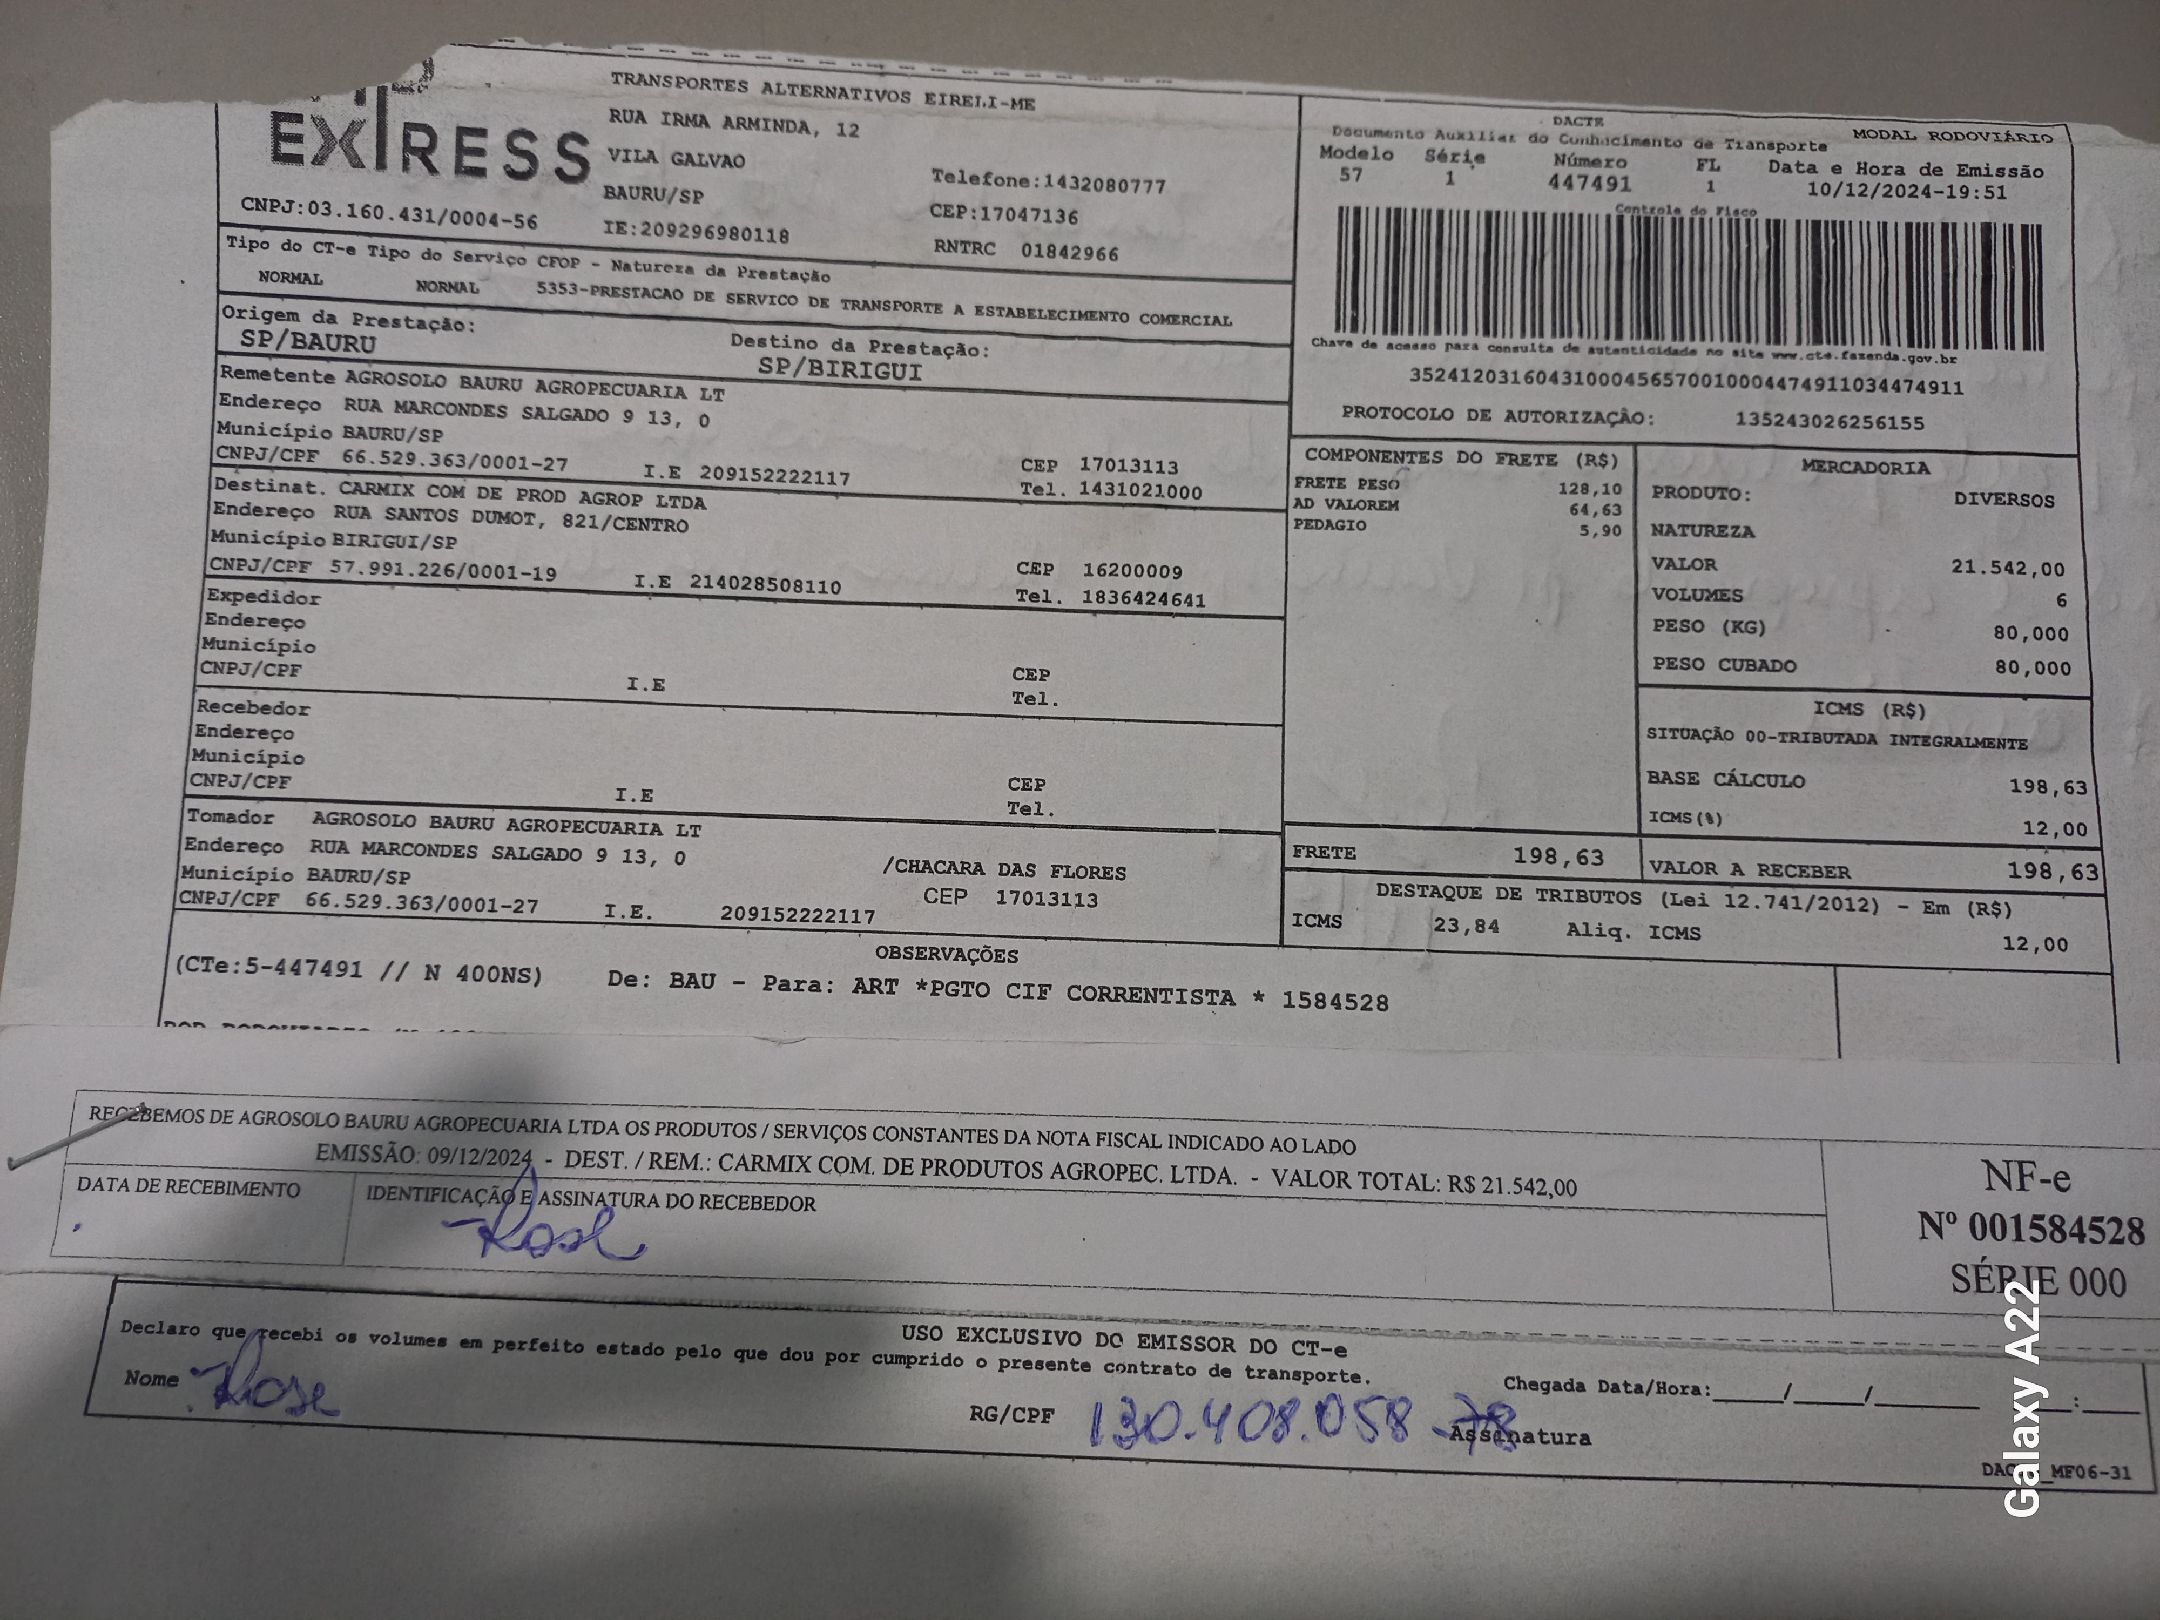 EXPRESS
TRANSPORTES ALTERNATIVOS EIRELI-ME
RUA IRMA ARMINDA, 12
VILA GALVAO
BAURU/SP
Telefone:1432080777
CEP:17047136
CNPJ:03.160.431/0004-56 IE:209296980118 RNTRC 01842966
DACTE
Documento Auxiliar do Conhecimento de Transporte MODAL RODOVIÁRIO
Modelo Série Número FL Data e Hora de Emissão
57 1 447491 1 10/12/2024-19:51
Controle do Fisco
Chave de acesso para consulta de autenticidade no site www.cte.fazenda.gov.br
35241203160431000456570010004474911034474911
PROTOCOLO DE AUTORIZAÇÃO: 135243026256155
Tipo do CT-e Tipo do Serviço CFOP - Natureza da Prestação
NORMAL NORMAL 5353-PRESTACAO DE SERVICO DE TRANSPORTE A ESTABELECIMENTO COMERCIAL
Origem da Prestação: Destino da Prestação:
SP/BAURU SP/BIRIGUI
Remetente AGROSOLO BAURU AGROPECUARIA LT
Endereço RUA MARCONDES SALGADO 9 13, 0
Município BAURU/SP CEP 17013113
CNPJ/CPF 66.529.363/0001-27 I.E 209152222117 Tel. 1431021000
Destinat. CARMIX COM DE PROD AGROP LTDA
Endereço RUA SANTOS DUMOT, 821/CENTRO
Município BIRIGUI/SP CEP 16200009
CNPJ/CPF 57.991.226/0001-19 I.E 214028508110 Tel. 1836424641
Expedidor
Endereço
Município CEP
CNPJ/CPF I.E Tel.
Recebedor
Endereço
Município CEP
CNPJ/CPF I.E Tel.
Tomador AGROSOLO BAURU AGROPECUARIA LT
Endereço RUA MARCONDES SALGADO 9 13, 0 /CHACARA DAS FLORES
Município BAURU/SP CEP 17013113
CNPJ/CPF 66.529.363/0001-27 I.E. 209152222117
COMPONENTES DO FRETE (R$)
FRETE PESO 128,10
AD VALOREM 64,63
PEDAGIO 5,90
MERCADORIA
PRODUTO: DIVERSOS
NATUREZA
VALOR 21.542,00
VOLUMES 6
PESO (KG) 80,000
PESO CUBADO 80,000
ICMS (R$)
SITUAÇÃO 00-TRIBUTADA INTEGRALMENTE
BASE CÁLCULO 198,63
ICMS(%) 12,00
FRETE 198,63 VALOR A RECEBER 198,63
DESTAQUE DE TRIBUTOS (Lei 12.741/2012) - Em (R$)
ICMS 23,84 Aliq. ICMS 12,00
OBSERVAÇÕES
(CTe:5-447491 // N 400NS) De: BAU - Para: ART *PGTO CIF CORRENTISTA * 1584528
RECEBEMOS DE AGROSOLO BAURU AGROPECUARIA LTDA OS PRODUTOS / SERVIÇOS CONSTANTES DA NOTA FISCAL INDICADO AO LADO
EMISSÃO: 09/12/2024 - DEST. / REM.: CARMIX COM. DE PRODUTOS AGROPEC. LTDA. - VALOR TOTAL: R$ 21.542,00
DATA DE RECEBIMENTO IDENTIFICAÇÃO E ASSINATURA DO RECEBEDOR
Rose
NF-e
Nº 001584528
SÉRIE 000
USO EXCLUSIVO DO EMISSOR DO CT-e
Declaro que recebi os volumes em perfeito estado pelo que dou por cumprido o presente contrato de transporte.
Nome Rose RG/CPF 130.408.058-78 Assinatura
Chegada Data/Hora:____/____/______ __:__
MF06-31
Galaxy A22